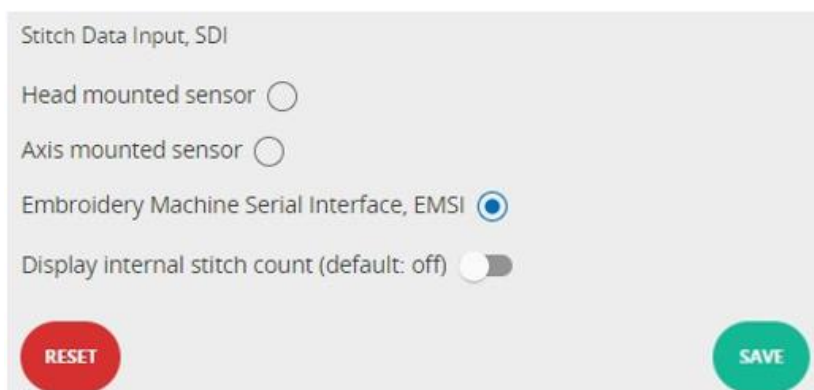 Stitch Data Input, SDI
Head mounted sensor
Axis mounted sensor
Embroidery Machine Serial Interface, EMSI
Display internal stitch count (default: off)
RESET
SAVE